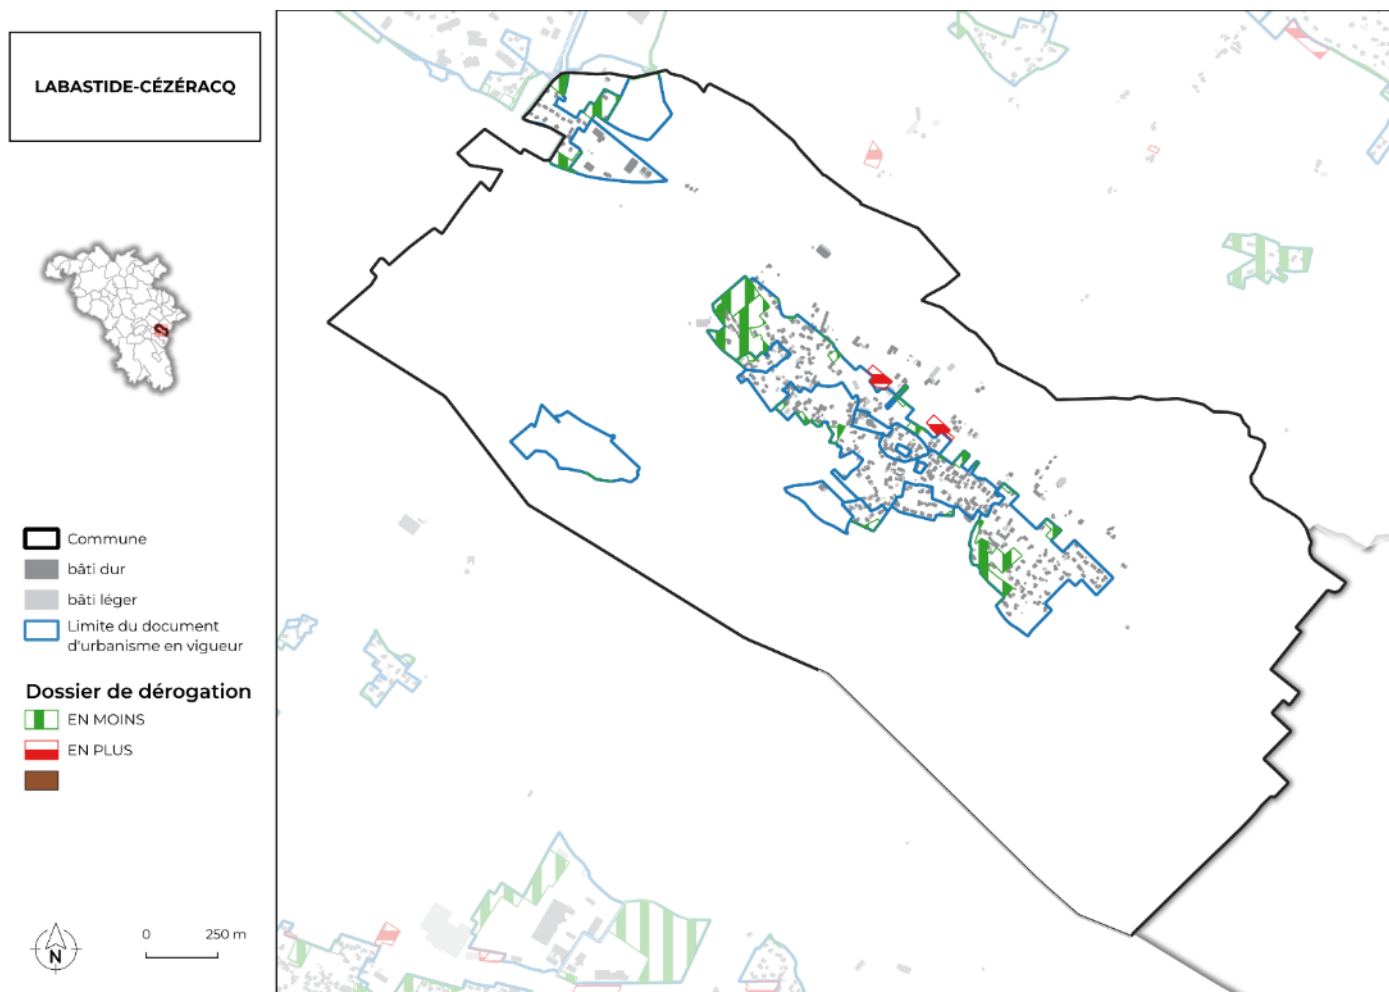 LABASTIDE-CÉZÉRACQ
Commune
bâti dur
bâti léger
Limite du document
d'urbanisme en vigueur
Dossier de dérogation
EN MOINS
EN PLUS
N
0 250 m